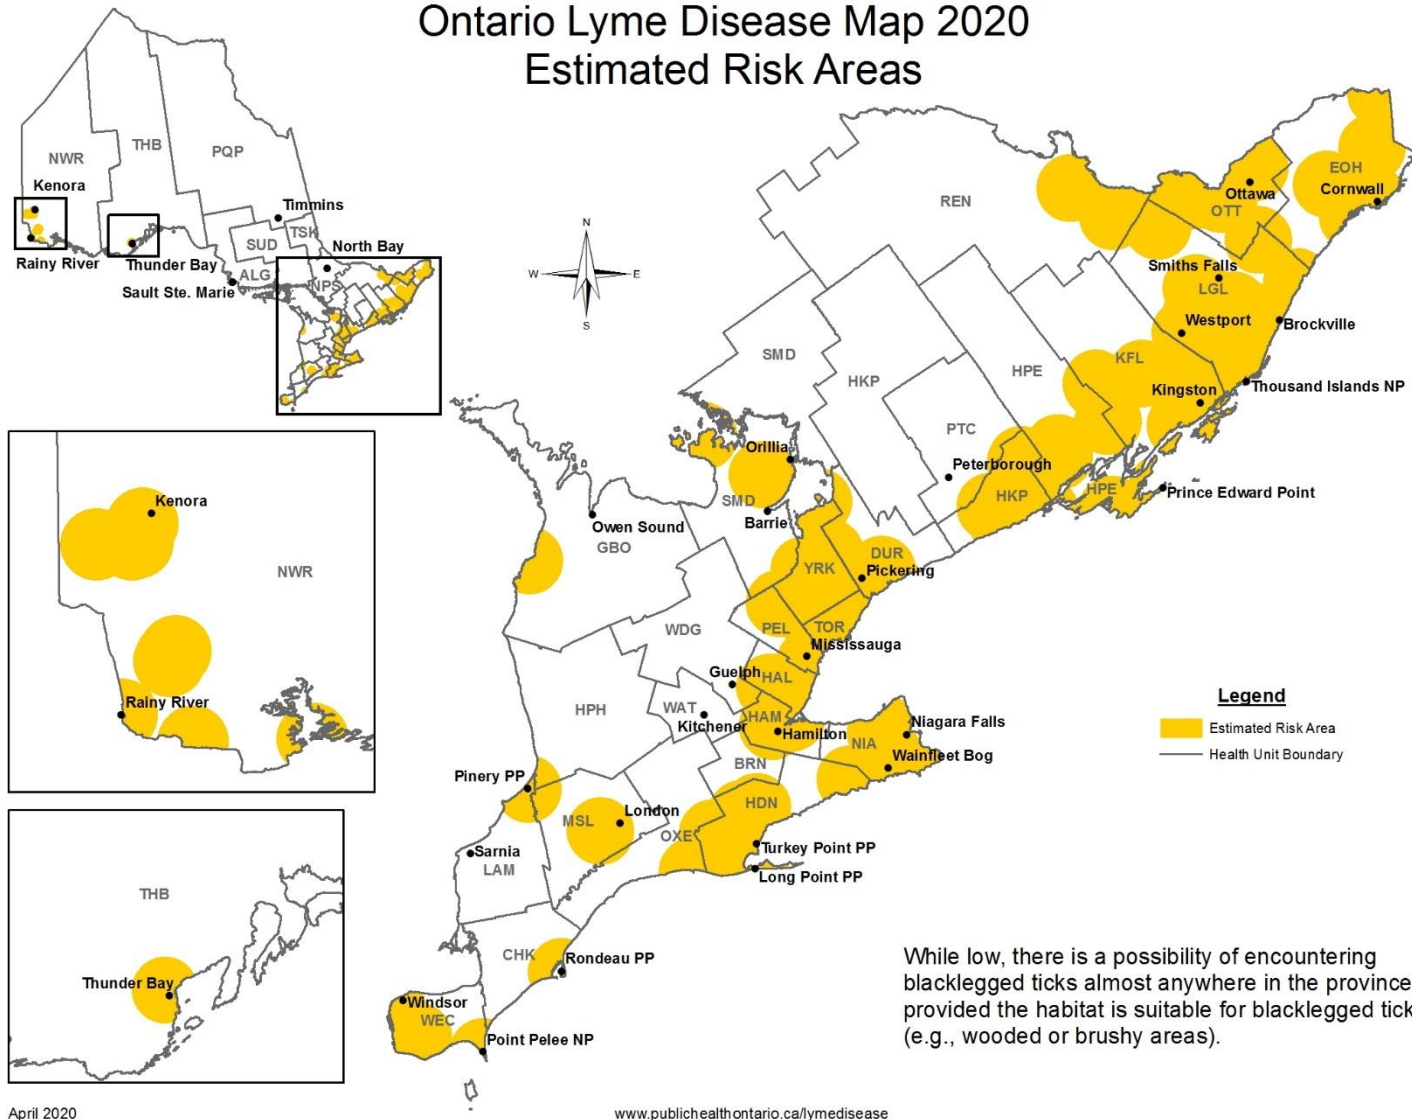 Ontario Lyme Disease Map 2020
Estimated Risk Areas
NWR
THB
PQP
Kenora
Timmins
TSK
SUD
North Bay
Rainy River
Thunder Bay
ALG
NPS
Sault Ste. Marie
N
W
E
S
REN
EOH
Ottawa
Cornwall
OTT
Smiths Falls
LGL
Westport
Brockville
SMD
HKP
HPE
KFL
Kingston
Thousand Islands NP
PTC
Orillia
Peterborough
HKP
HPE
Prince Edward Point
SMD
Barrie
Owen Sound
GBO
DUR
YRK
Pickering
WDG
PEL
TOR
Mississauga
Guelph
HAL
HPH
WAT
Kitchener
HAM
Hamilton
Niagara Falls
NIA
Wainfleet Bog
BRN
Pinery PP
HDN
MSL
London
OXE
Turkey Point PP
Sarnia
LAM
Long Point PP
CHK
Rondeau PP
Windsor
WEC
Point Pelee NP
Kenora
NWR
Rainy River
THB
Thunder Bay
Legend
Estimated Risk Area
Health Unit Boundary
While low, there is a possibility of encountering
blacklegged ticks almost anywhere in the province
provided the habitat is suitable for blacklegged tick
(e.g., wooded or brushy areas).
April 2020
www.publichealthontario.ca/lymedisease